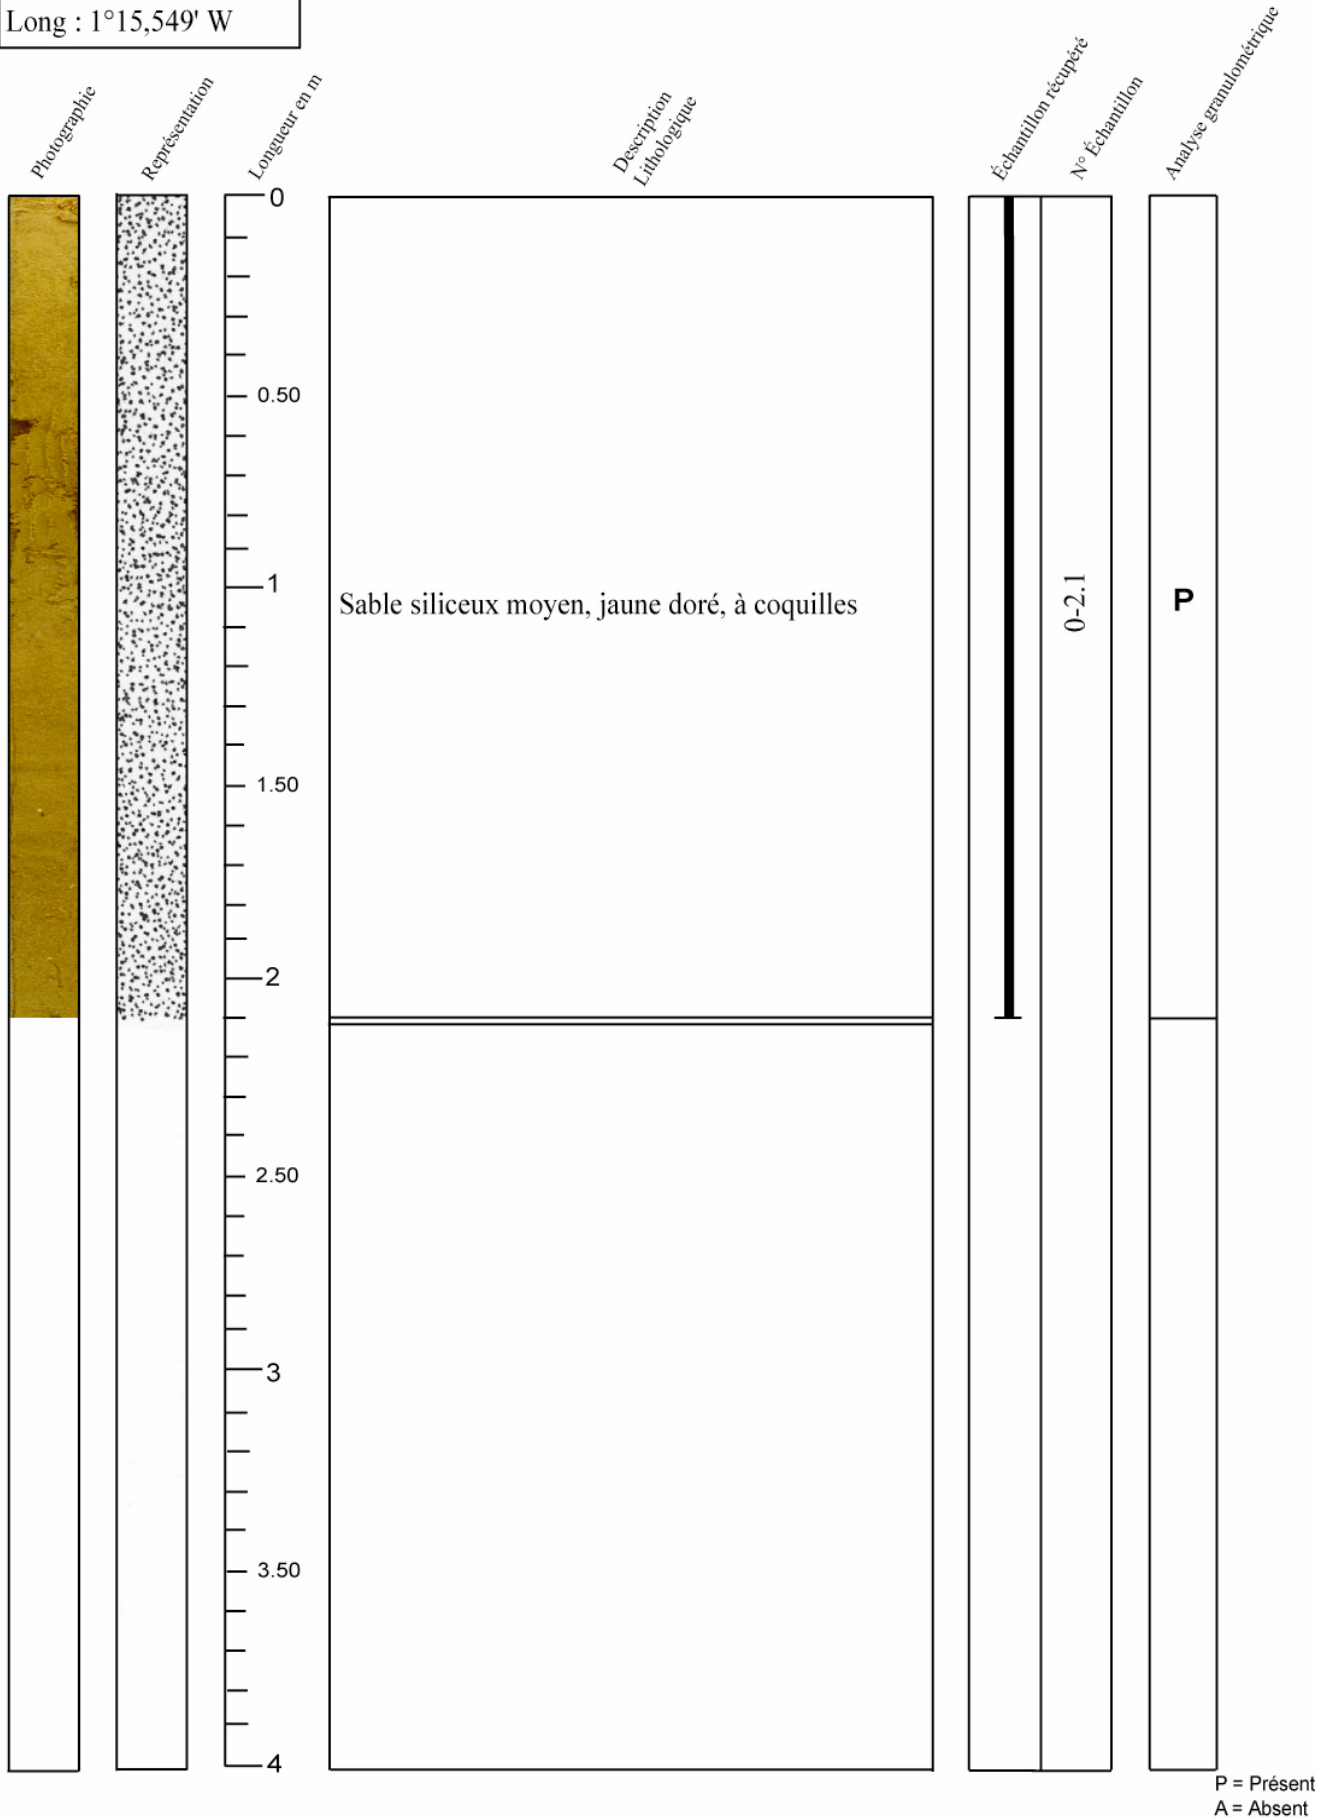 Long : 1°15,549' W
Photographie
Représentation
Longueur en m
Description
Lithologique
Échantillon récupéré
N° Échantillon
Analyse granulométrique
0
0.50
1
1.50
2
2.50
3
3.50
4
Sable siliceux moyen, jaune doré, à coquilles
0-2.1
P
P = Présent
A = Absent